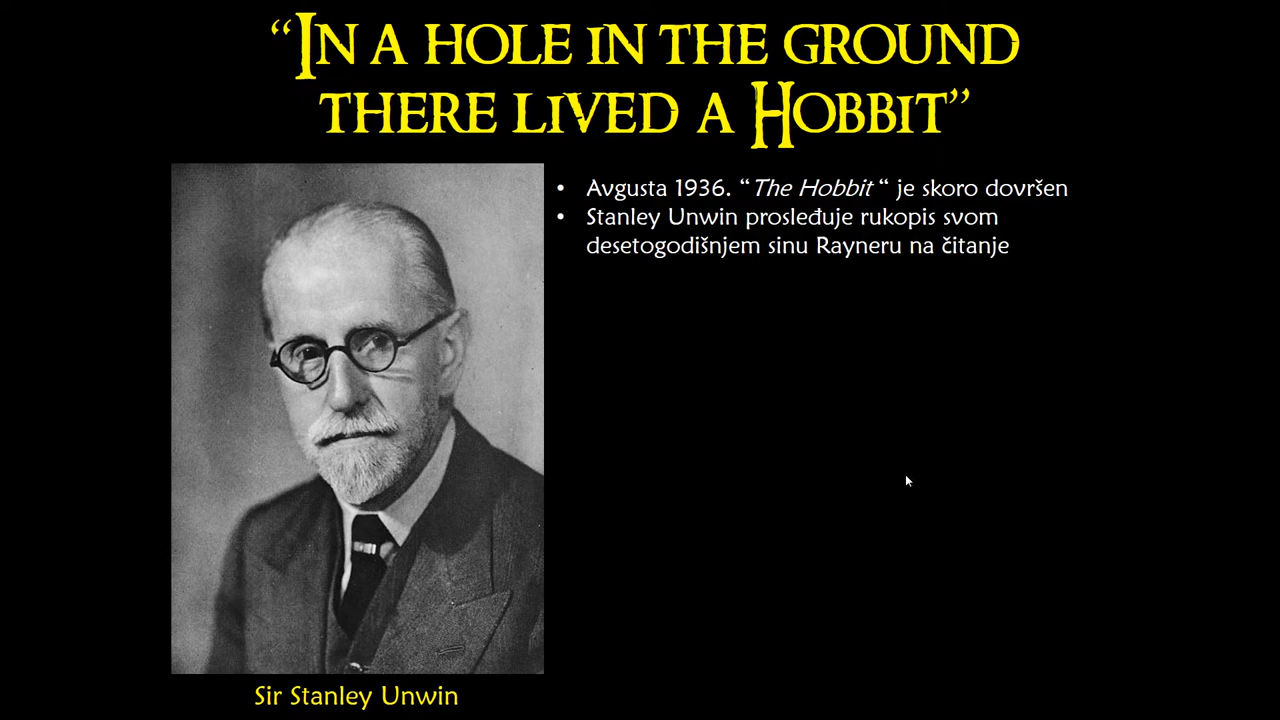 “In a hole in the ground
there lived a Hobbit”
• Avgusta 1936. “The Hobbit “ je skoro dovršen
• Stanley Unwin prosleđuje rukopis svom
desetogodišnjem sinu Rayneru na čitanje
Sir Stanley Unwin